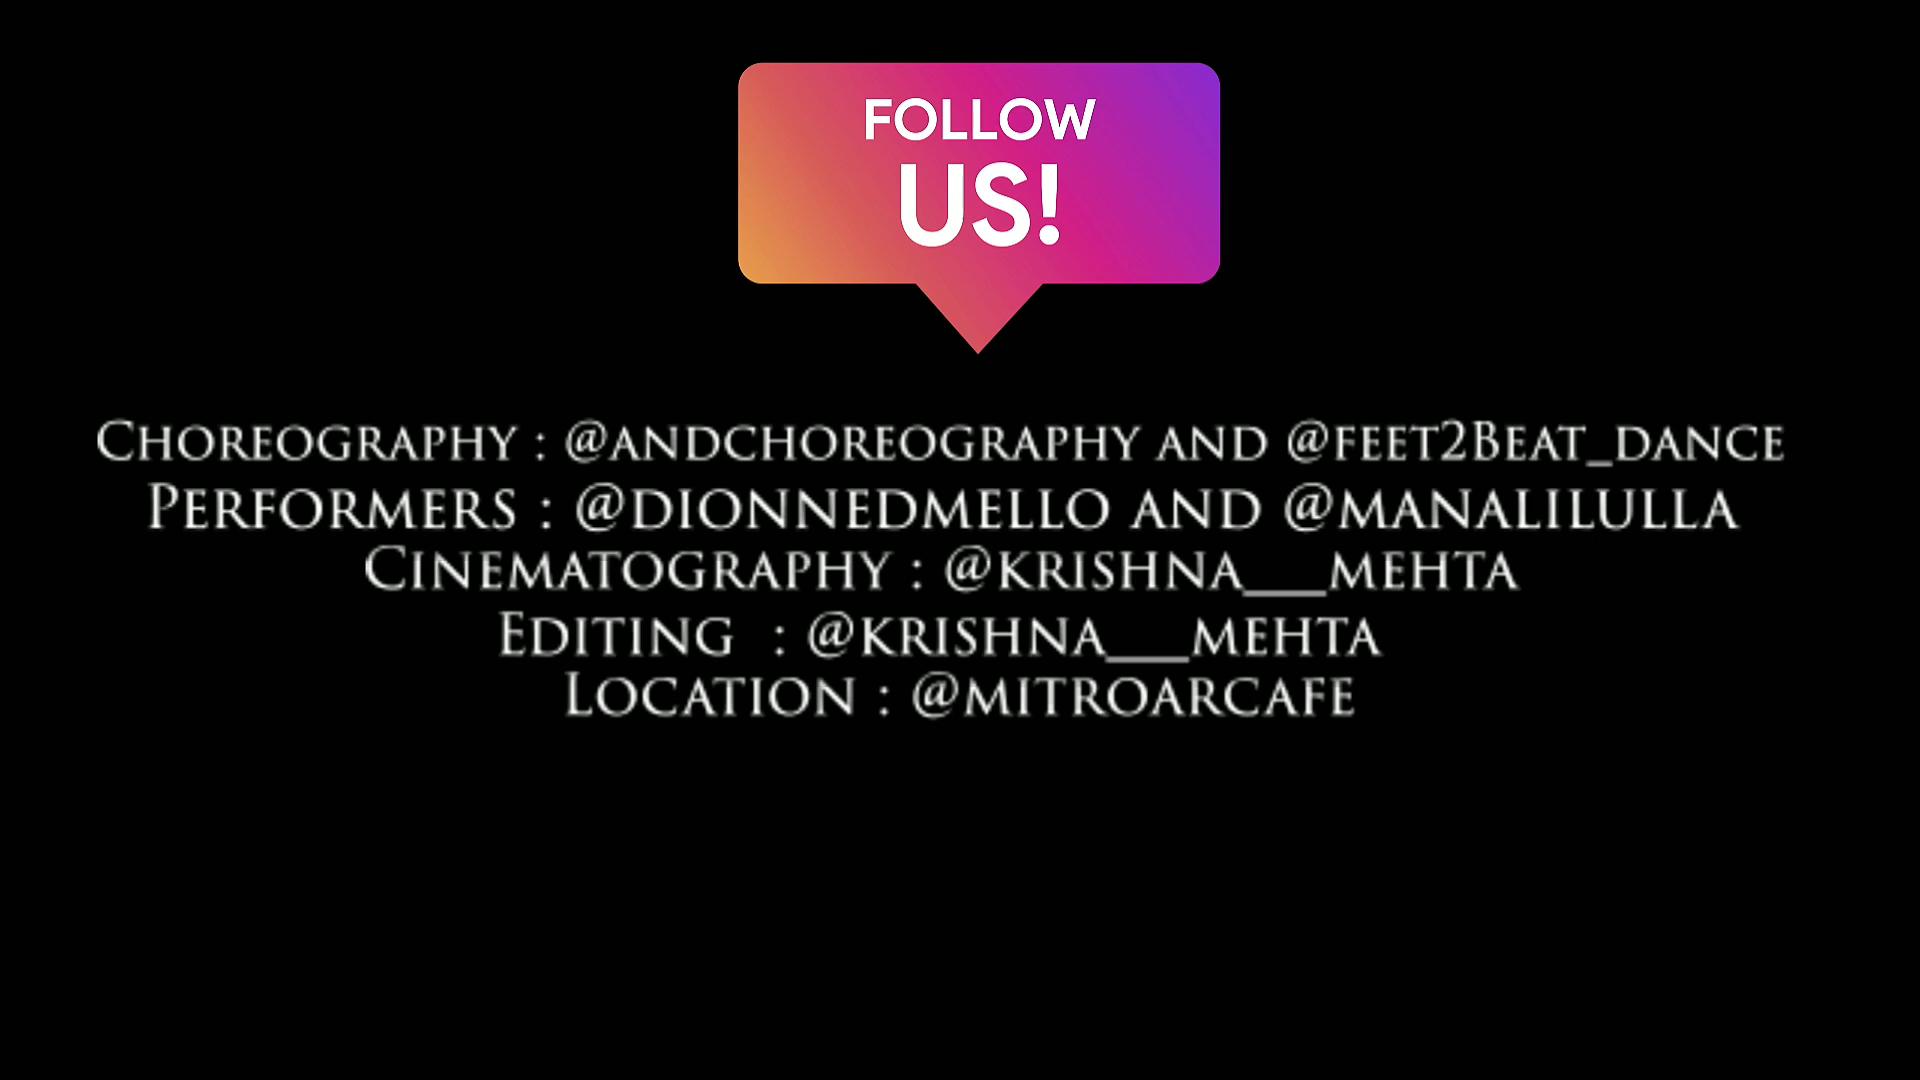 FOLLOW
US!
CHOREOGRAPHY : @ANDCHOREOGRAPHY AND @FEET2BEAT_DANCE
PERFORMERS : @DIONNEDMELLO AND @MANALILULLA
CINEMATOGRAPHY : @KRISHNA___MEHTA
EDITING : @KRISHNA___MEHTA
LOCATION : @MITROARCAFE